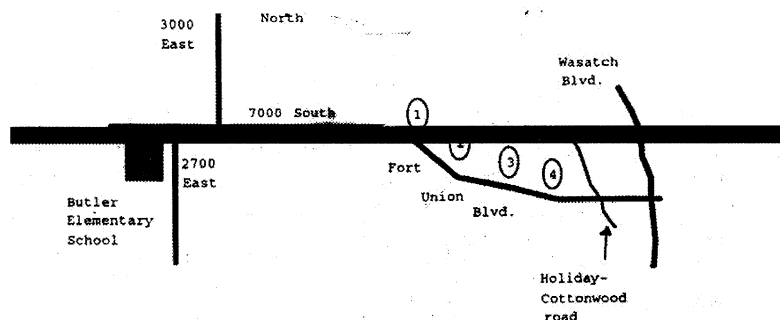 3000
East
North
Wasatch
Blvd.
7000 South
1
2700
East
Fort
3
4
Union
Blvd.
Butler
Elementary
School
Holiday-
Cottonwood
road